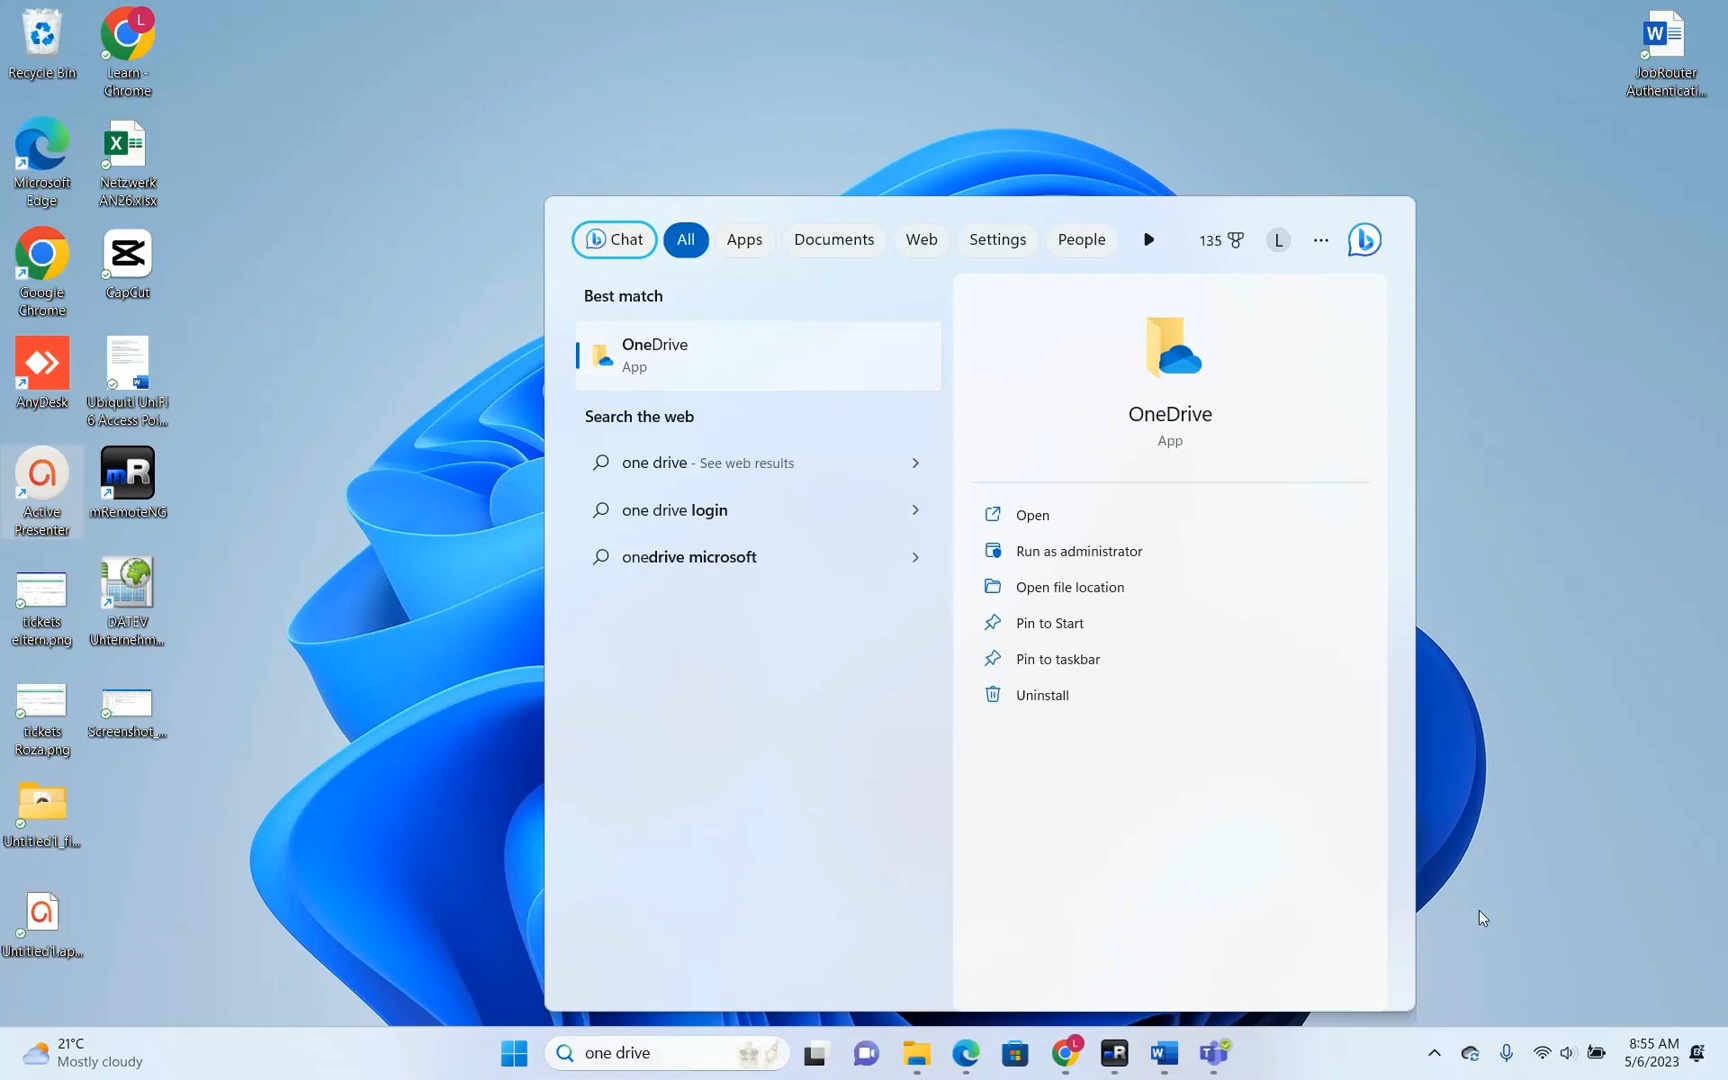 Recycle Bin
Learn -
Chrome
Microsoft
Edge
Netzwerk
AN26.xlsx
Google
Chrome
CapCut
AnyDesk
Ubiquiti UniFi
6 Access Poi...
Active
Presenter
mRemoteNG
tickets
eltern.png
DATEV
Unternehm...
tickets
Roza.png
Screenshot_...
Untitled1_fi...
Untitled1.ap...
JobRouter
Authenticati...
Chat
All
Apps
Documents
Web
Settings
People
135
L
Best match
OneDrive
App
Search the web
one drive - See web results
one drive login
onedrive microsoft
OneDrive
App
Open
Run as administrator
Open file location
Pin to Start
Pin to taskbar
Uninstall
21°C
Mostly cloudy
one drive
8:55 AM
5/6/2023